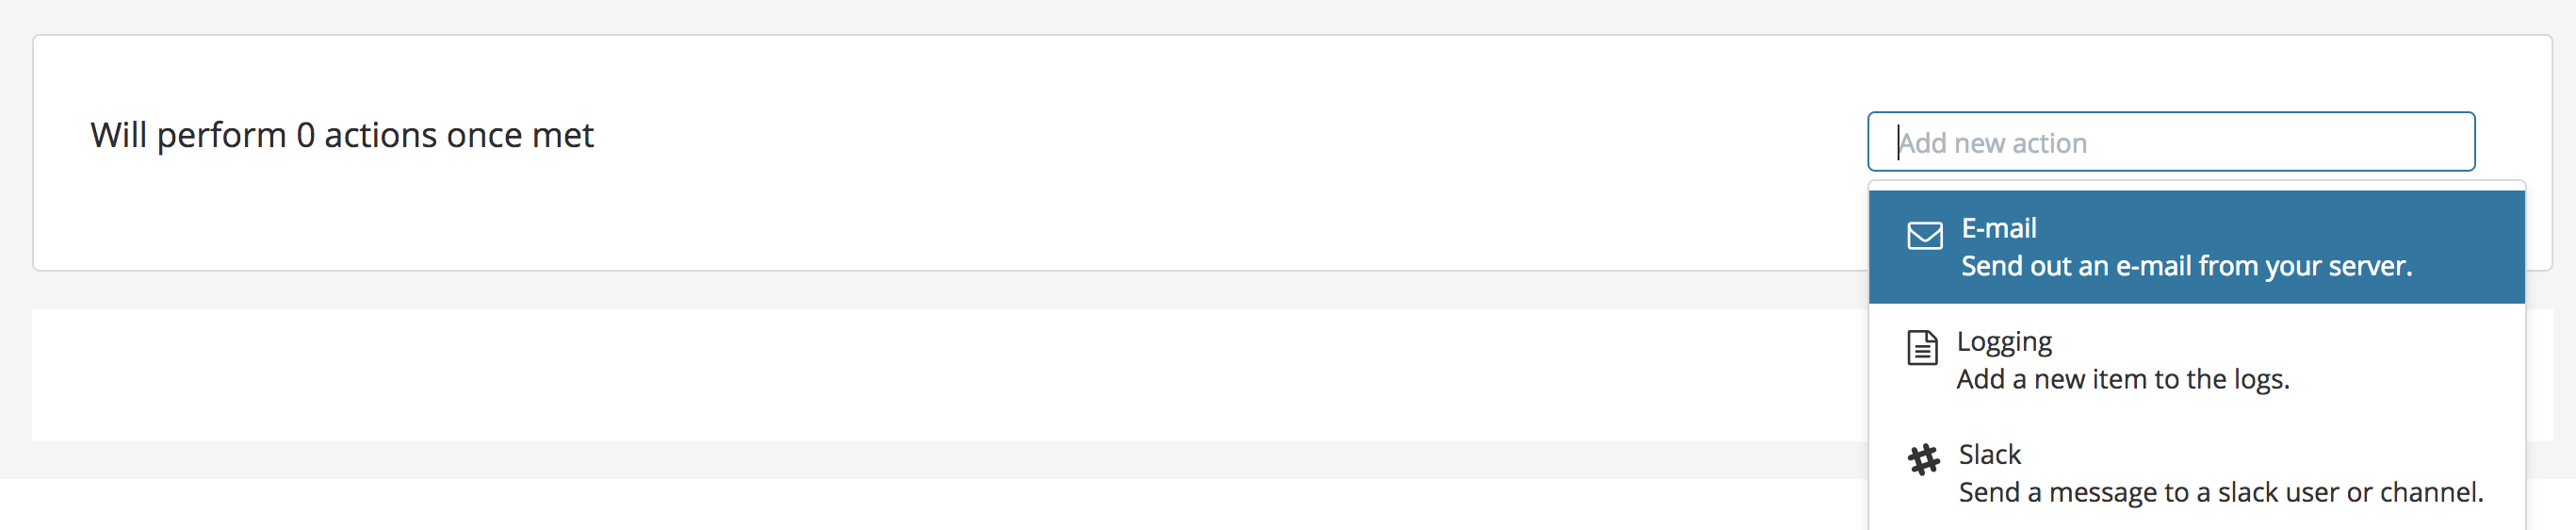 Will perform 0 actions once met
Add new action
E-mail
Send out an e-mail from your server.
Logging
Add a new item to the logs.
Slack
Send a message to a slack user or channel.